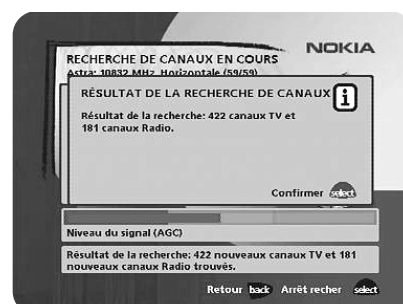 NOKIA
RECHERCHE DE CANAUX EN COURS
Astra: 10832 MHz, Horizontale (59/59)
RÉSULTAT DE LA RECHERCHE DE CANAUX
i
Résultat de la recherche: 422 canaux TV et
181 canaux Radio.
Confirmer select
Niveau du signal (AGC)
Résultat de la recherche: 422 nouveaux canaux TV et 181
nouveaux canaux Radio trouvés.
Retour back Arrêt recher select